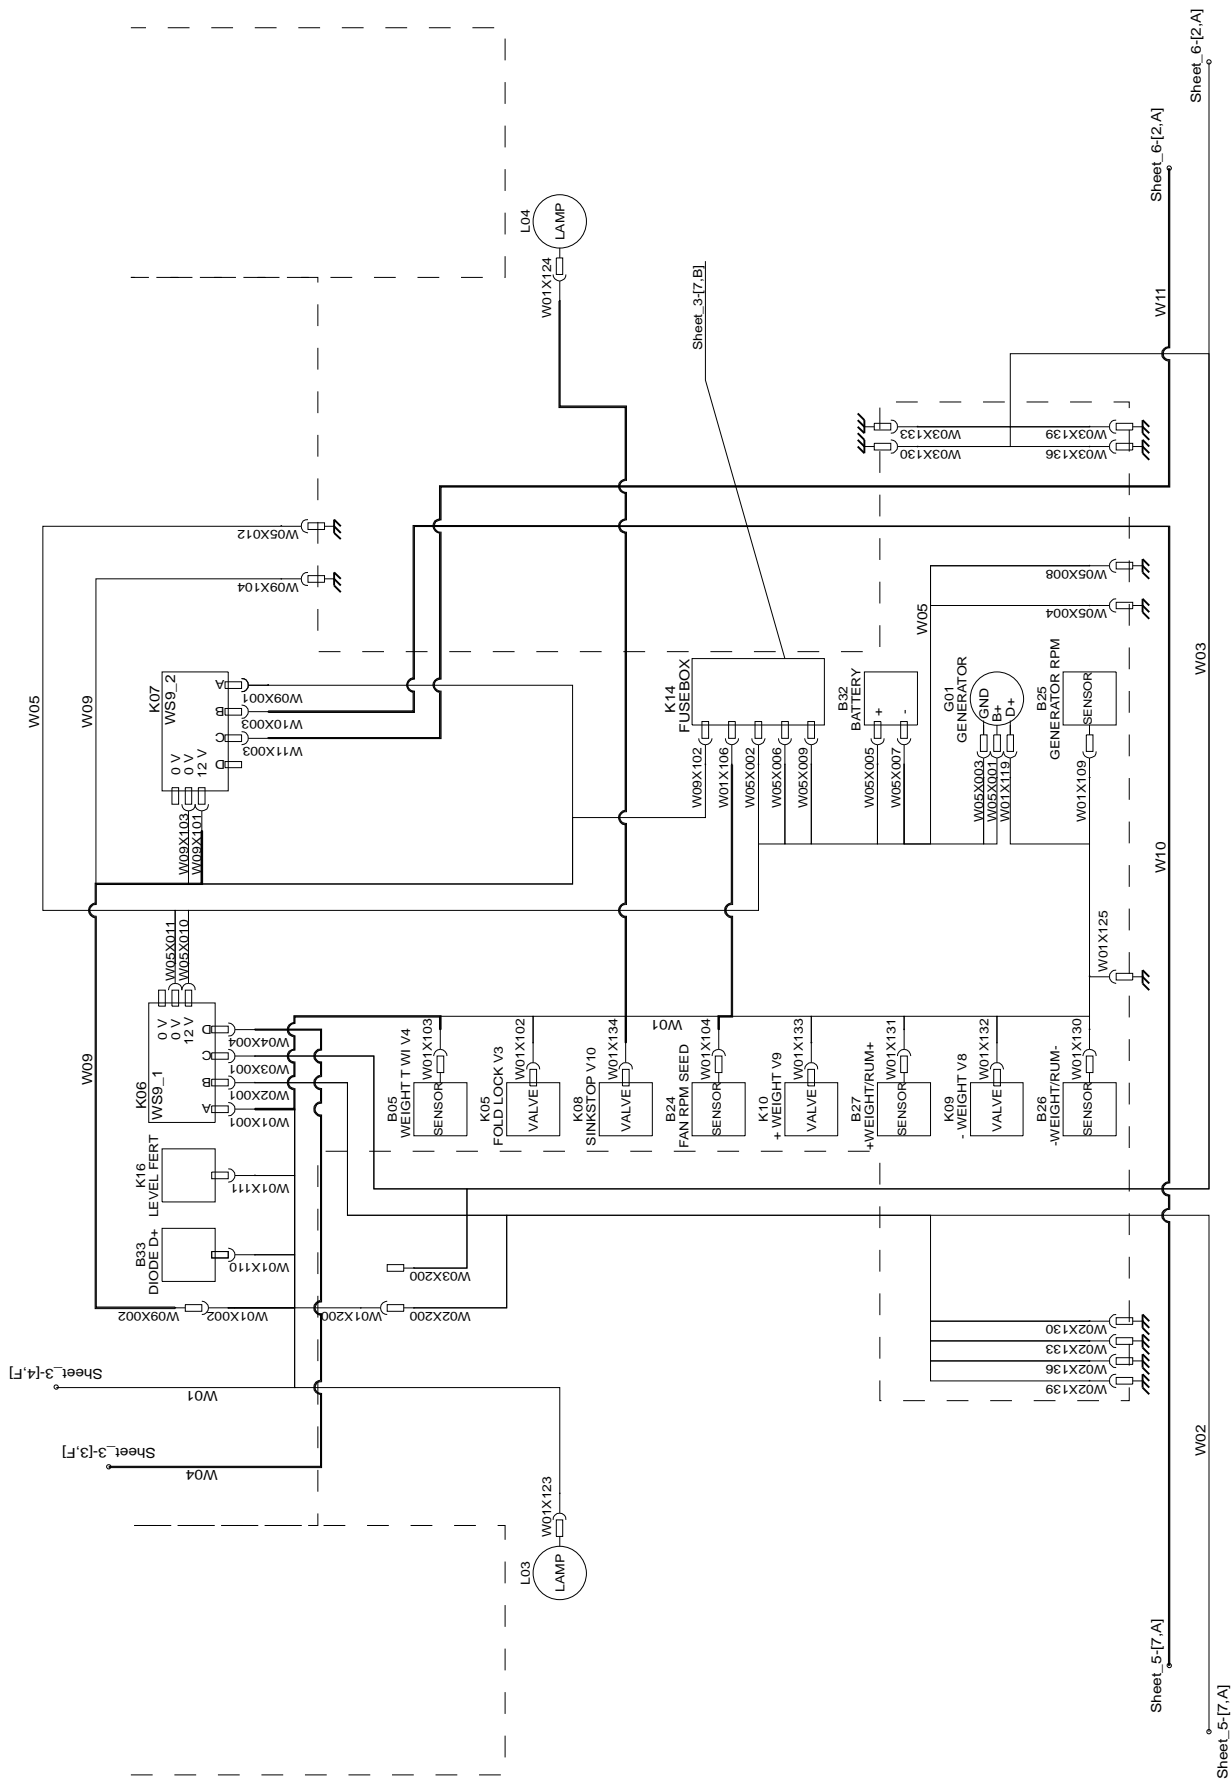 Sheet_6-[2,A]
Sheet_6-[2,A]
W11
L04
LAMP
W01X124
Sheet_3-[7,B]
W03X133
W03X130
W03X139
W03X136
W05X012
W09X104
W05X008
W05X004
W05
W09
W05
W03
K07
WS9_2
0 V
0 V
12 V
A
B
C
D
W09X001
W10X003
W11X003
W09X103
W09X101
K14
FUSEBOX
W09X102
W01X106
W05X002
W05X006
W05X009
B32
BATTERY
+
-
W05X005
W05X007
G01
GENERATOR
GND
B+
D+
W05X003
W05X001
W01X119
B25
GENERATOR RPM
SENSOR
W01X109
W10
W05X011
W05X010
W01X125
W09
K06
WS9_1
0 V
0 V
12 V
D
C
B
A
W04X004
W03X001
W02X001
W01X001
W01
B05
WEIGHT T WI V4
SENSOR
W01X103
K05
FOLD LOCK V3
VALVE
W01X102
K08
SINKSTOP V10
VALVE
W01X134
B24
FAN RPM SEED
SENSOR
W01X104
K10
+ WEIGHT V9
VALVE
W01X133
B27
+WEIGHT/RUM+
SENSOR
W01X131
K09
- WEIGHT V8
VALVE
W01X132
B26
-WEIGHT/RUM-
SENSOR
W01X130
K16
LEVEL FERT
W01X111
B33
DIODE D+
W01X110
W09X002
W01X002
W01X200
W02X200
W03X200
W02X130
W02X133
W02X136
W02X139
Sheet_3-[4,F]
W01
Sheet_3-[3,F]
W04
W02
L03
LAMP
W01X123
Sheet_5-[7,A]
Sheet_5-[7,A]